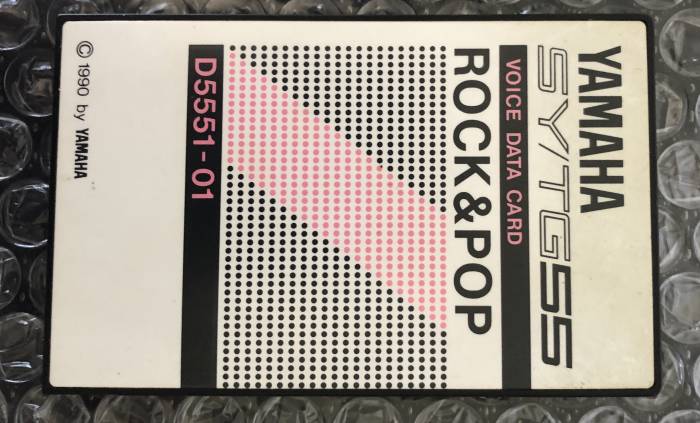 YAMAHA
SY/TG55
VOICE DATA CARD
ROCK&POP
D5551-01
© 1990 by YAMAHA